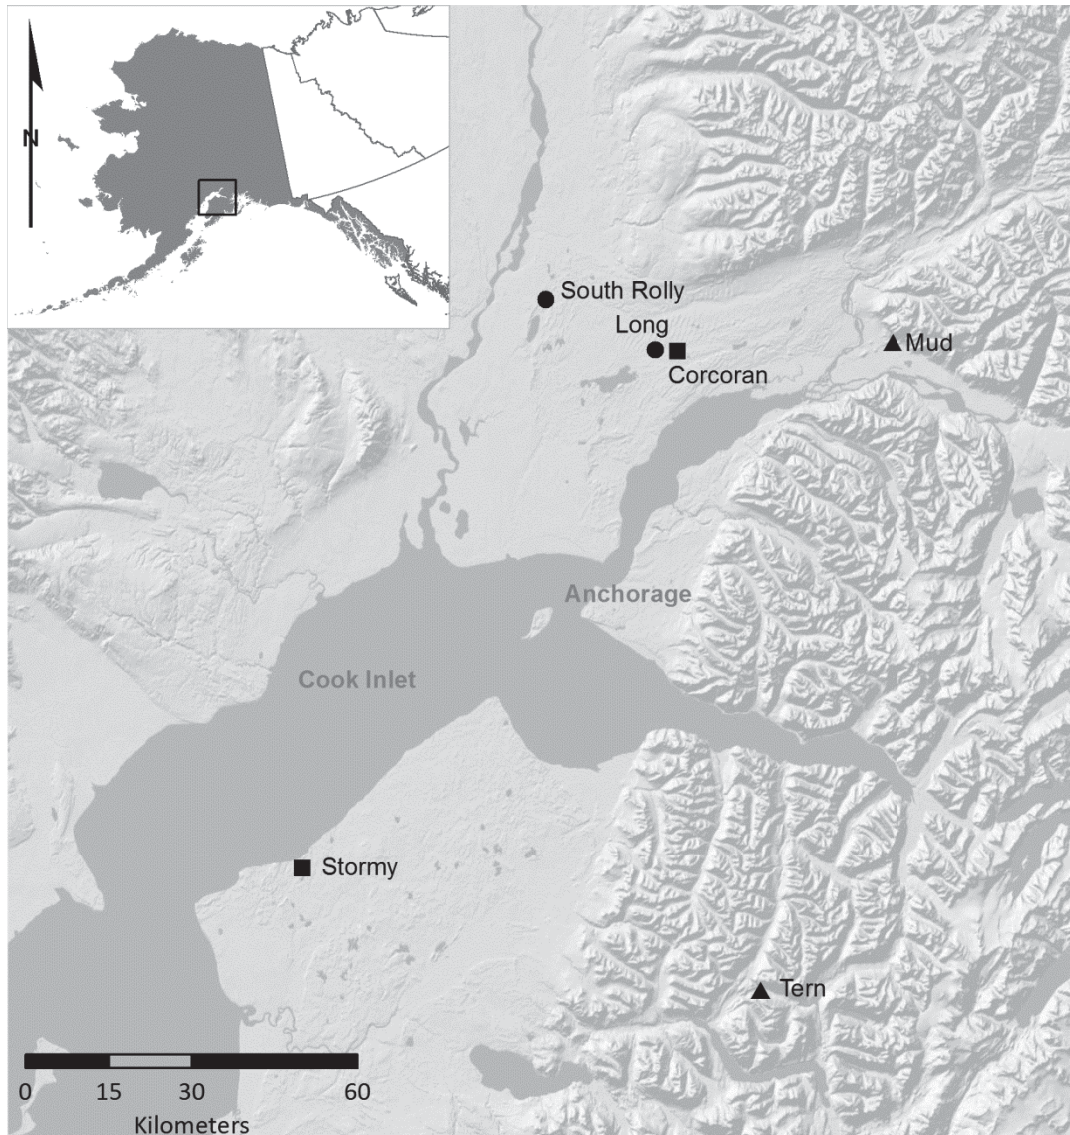 N
South Rolly
Long
Corcoran
Mud
Anchorage
Cook Inlet
Stormy
Tern
0 15 30 60
Kilometers